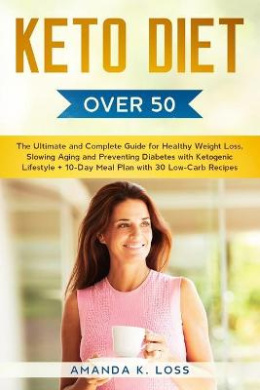 KETO DIET
OVER 50
The Ultimate and Complete Guide for Healthy Weight Loss,
Slowing Aging and Preventing Diabetes with Ketogenic
Lifestyle + 10-Day Meal Plan with 30 Low-Carb Recipes
AMANDA K. LOSS